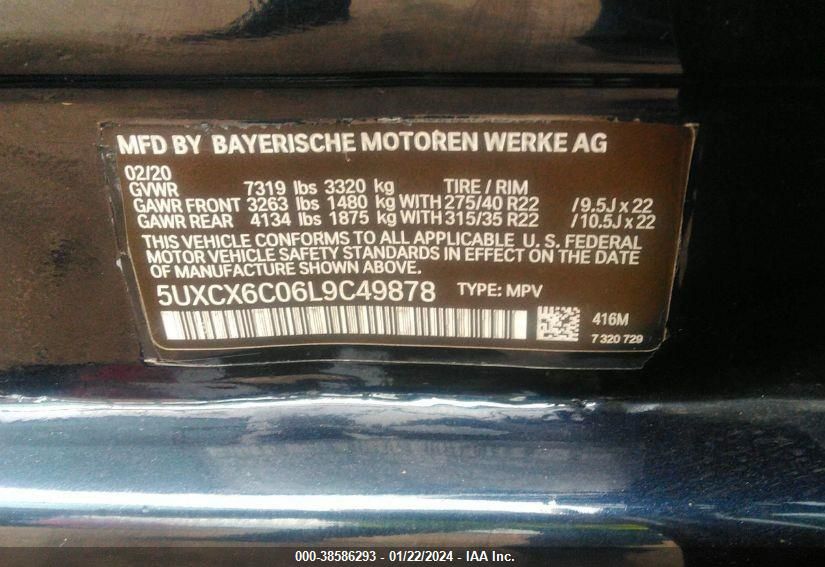 MFD BY BAYERISCHE MOTOREN WERKE AG
02/20
GVWR 7319 lbs 3320 kg TIRE / RIM
GAWR FRONT 3263 lbs 1480 kg WITH 275/40 R22 / 9.5J x 22
GAWR REAR 4134 lbs 1875 kg WITH 315/35 R22 / 10.5J x 22
THIS VEHICLE CONFORMS TO ALL APPLICABLE U. S. FEDERAL
MOTOR VEHICLE SAFETY STANDARDS IN EFFECT ON THE DATE
OF MANUFACTURE SHOWN ABOVE.
5UXCX6C06L9C49878 TYPE: MPV
416M
7 320 729
000-38586293 - 01/22/2024 - IAA Inc.